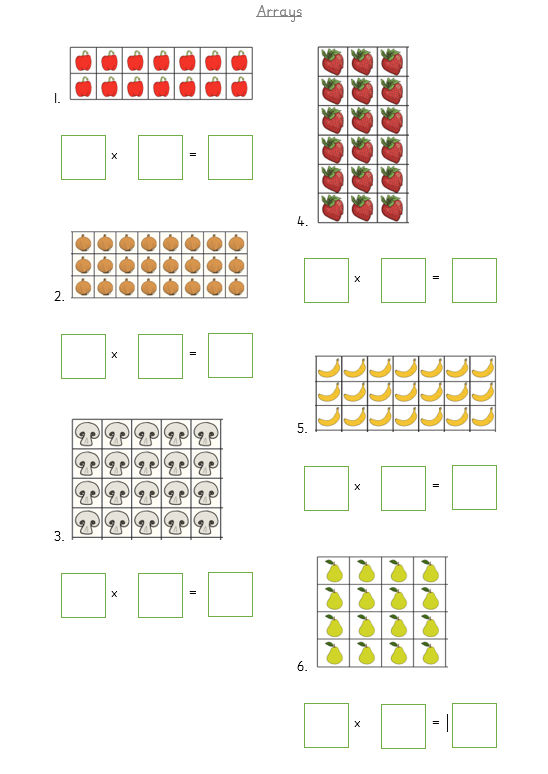 Arrays
1.
x =
2.
x =
3.
x =
4.
x =
5.
x =
6.
x =